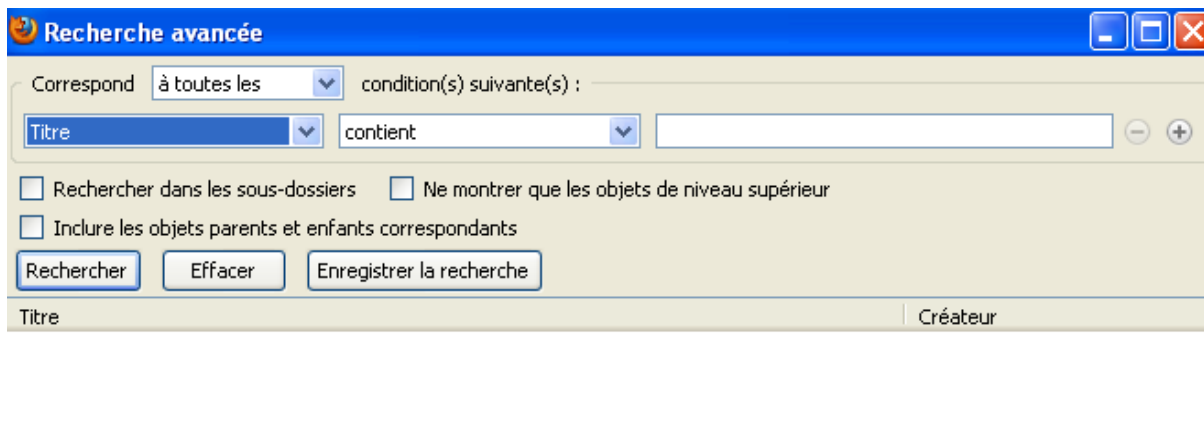 Recherche avancée
Correspond à toutes les condition(s) suivante(s) :
Titre contient
Rechercher dans les sous-dossiers Ne montrer que les objets de niveau supérieur
Inclure les objets parents et enfants correspondants
Rechercher Effacer Enregistrer la recherche
Titre Créateur